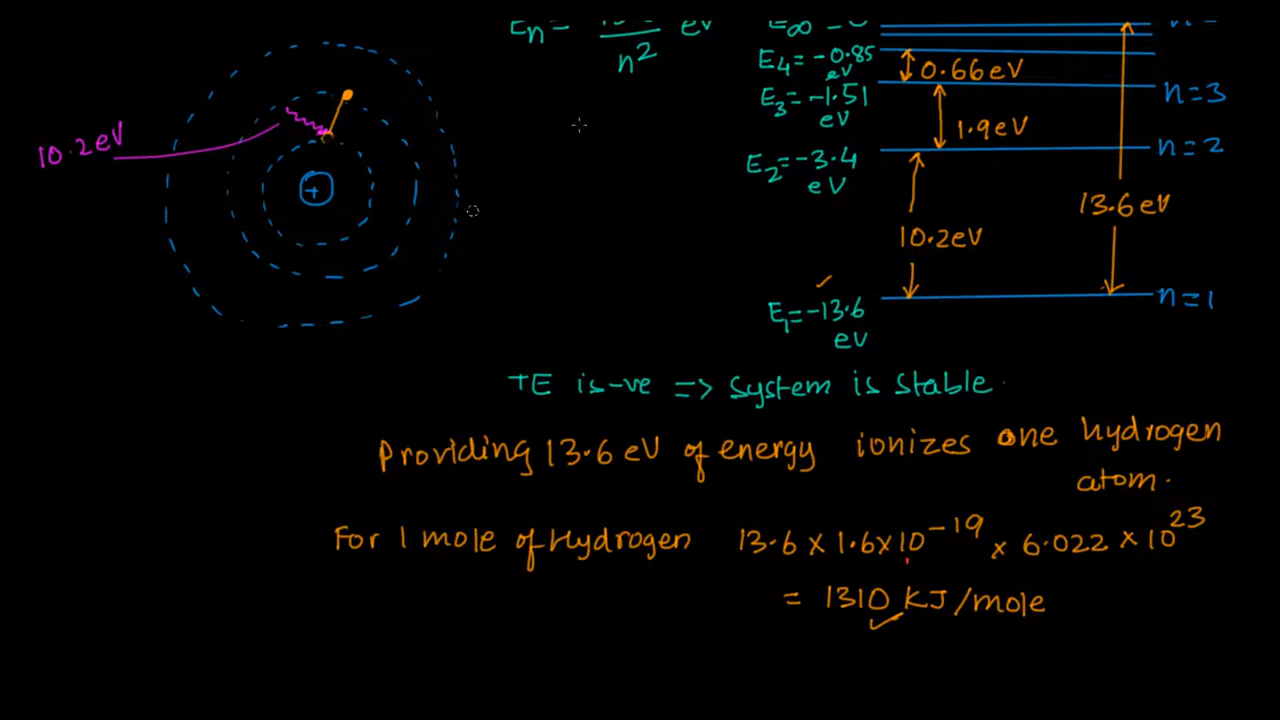 En = eV
n²
E∞ = 0
E4 = -0.85 eV
0.66eV
E3 = -1.51 eV
n=3
1.9eV
n=2
E2 = -3.4 eV
10.2eV
+
13.6eV
10.2eV
E1 = -13.6 eV
n=1
TE is -ve => System is stable.
Providing 13.6 eV of energy ionizes one hydrogen
atom.
For 1 mole of Hydrogen 13.6 x 1.6x10⁻¹⁹ x 6.022 x 10²³
= 1310 KJ/mole